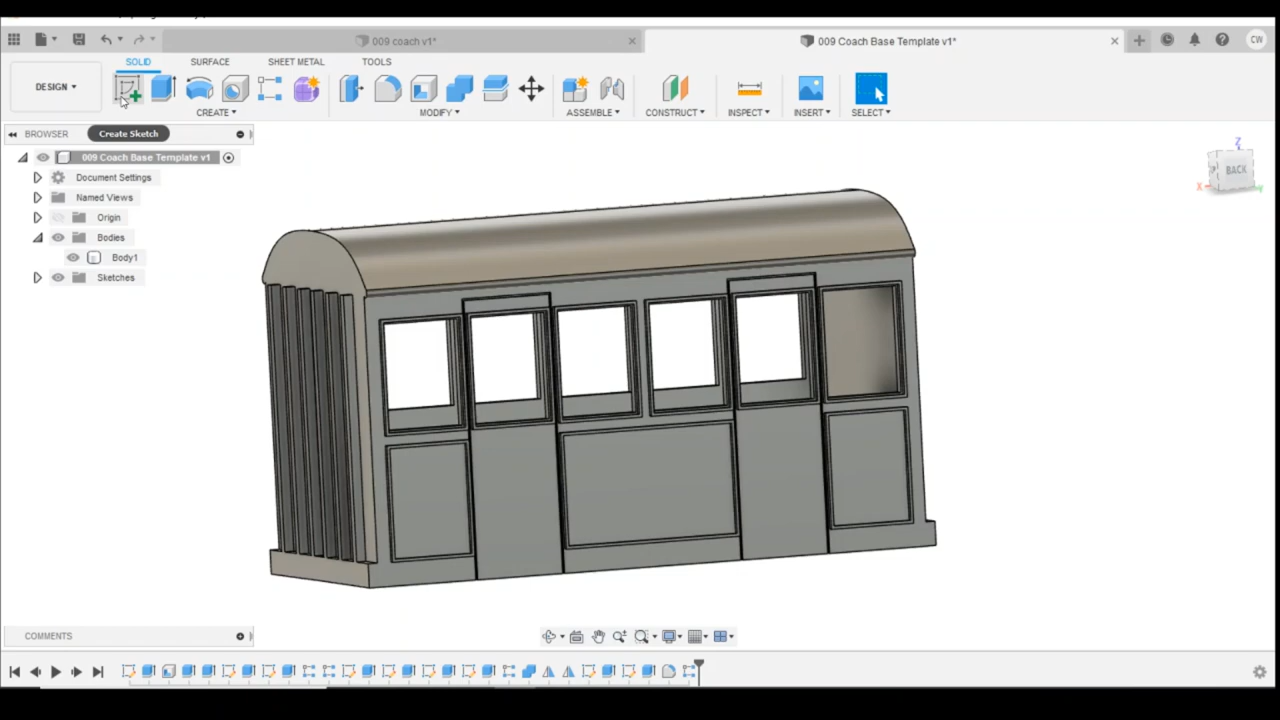 009 coach v1*
009 Coach Base Template v1*
CW
DESIGN
SOLID
SURFACE
SHEET METAL
TOOLS
CREATE
MODIFY
ASSEMBLE
CONSTRUCT
INSPECT
INSERT
SELECT
BROWSER
Create Sketch
009 Coach Base Template v1
Document Settings
Named Views
Origin
Bodies
Body1
Sketches
Z
BACK
X
Y
COMMENTS